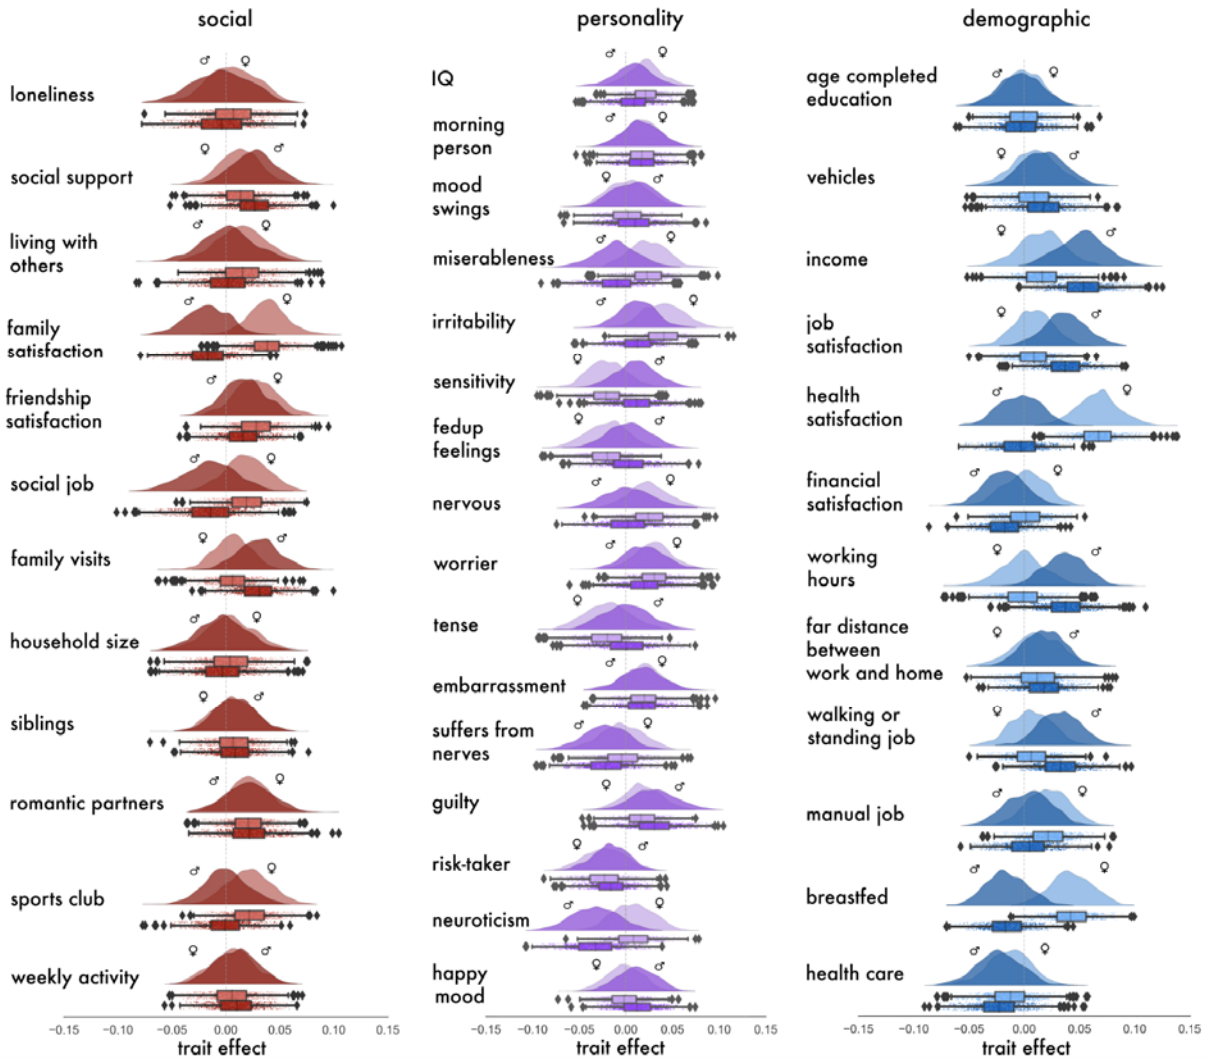 social
♂ ♀
loneliness
♀ ♂
social support
♂ ♀
living with
others
♂ ♀
family
satisfaction
♂ ♀
friendship
satisfaction
♂ ♀
social job
♀ ♂
family visits
♂ ♀
household size
♀ ♂
siblings
♂ ♀
romantic partners
♂ ♀
sports club
♀ ♂
weekly activity
−0.15 −0.10 −0.05 0.00 0.05 0.10 0.15
trait effect
personality
♂ ♀
IQ
♂ ♀
morning
person
♀ ♂
mood
swings
♂ ♀
miserableness
♂ ♀
irritability
♀ ♂
sensitivity
♀ ♂
fedup
feelings
♂ ♀
nervous
♂ ♀
worrier
♀ ♂
tense
♂ ♀
embarrassment
♂ ♀
suffers from
nerves
♀ ♂
guilty
♀ ♂
risk-taker
♂ ♀
neuroticism
♀ ♂
happy
mood
−0.15 −0.10 −0.05 0.00 0.05 0.10 0.15
trait effect
demographic
♂ ♀
age completed
education
♀ ♂
vehicles
♀ ♂
income
♀ ♂
job
satisfaction
♂ ♀
health
satisfaction
♂ ♀
financial
satisfaction
♀ ♂
working
hours
♀ ♂
far distance
between
work and home
♀ ♂
walking or
standing job
♂ ♀
manual job
♂ ♀
breastfed
♂ ♀
health care
−0.15 −0.10 −0.05 0.00 0.05 0.10 0.15
trait effect